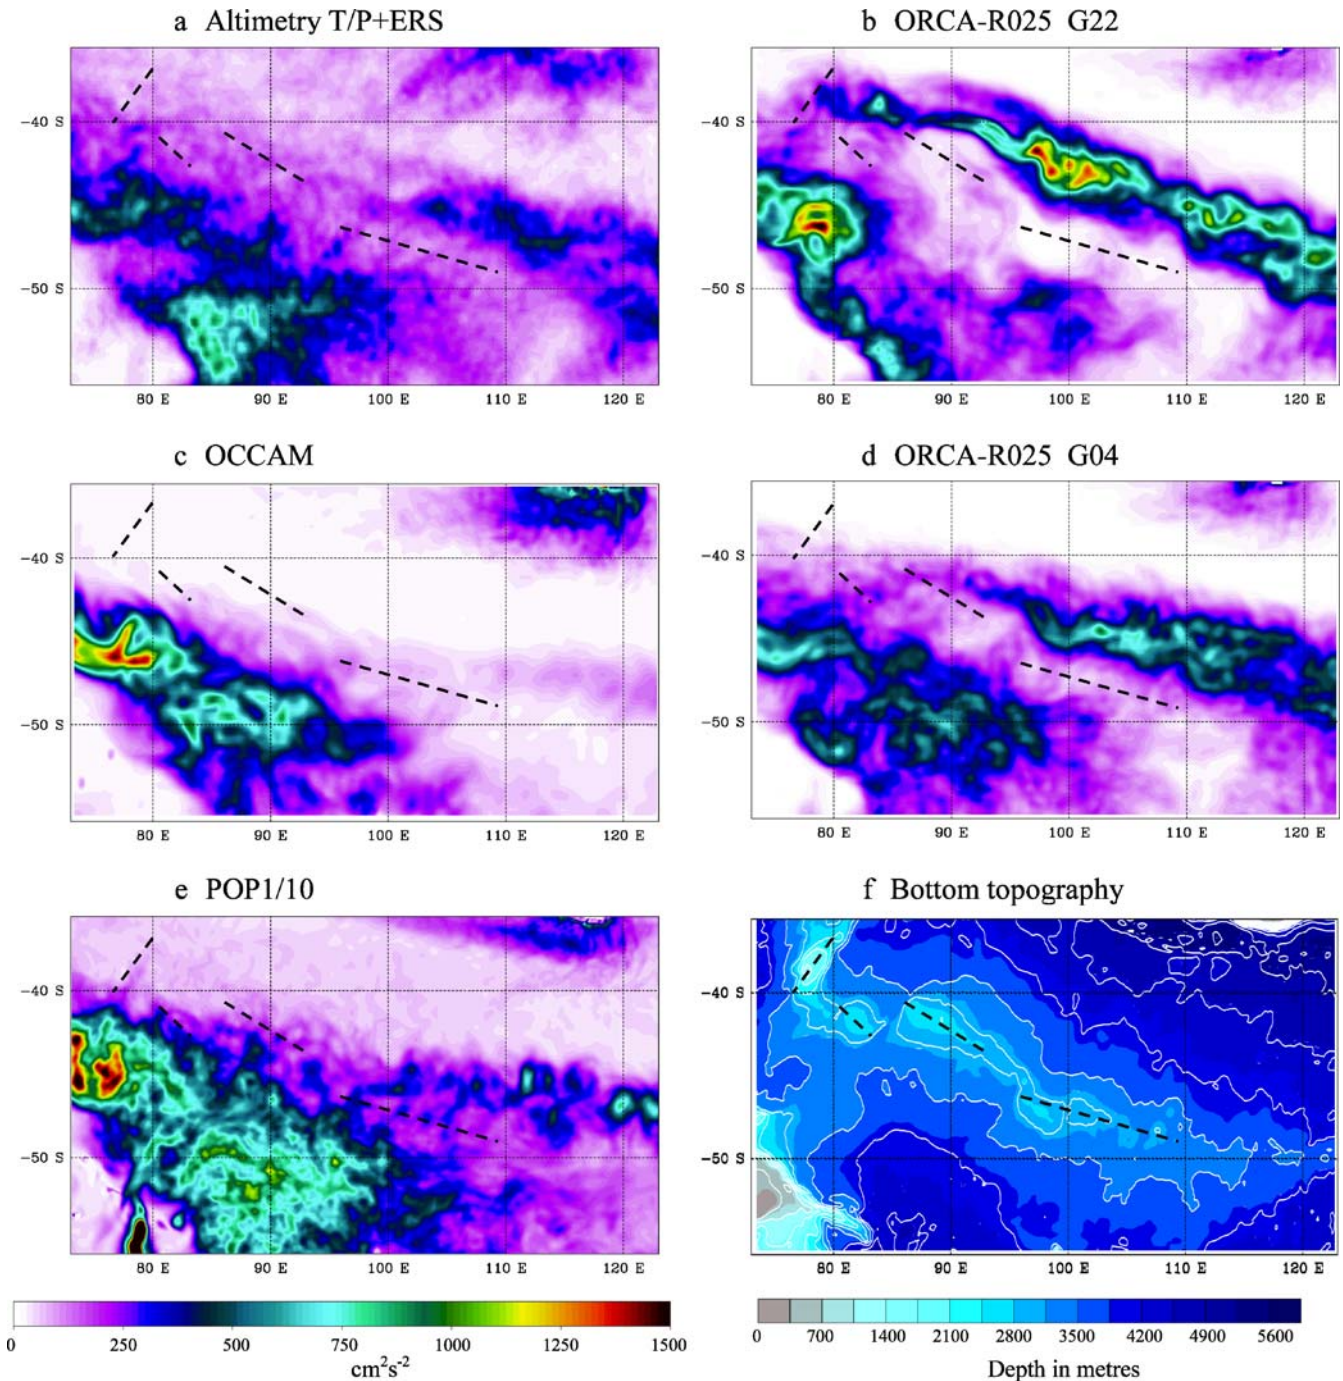 a Altimetry T/P+ERS
b ORCA-R025 G22
−40 S
−50 S
80 E 90 E 100 E 110 E 120 E
−40 S
−50 S
80 E 90 E 100 E 110 E 120 E
c OCCAM
d ORCA-R025 G04
−40 S
−50 S
80 E 90 E 100 E 110 E 120 E
−40 S
−50 S
80 E 90 E 100 E 110 E 120 E
e POP1/10
f Bottom topography
−40 S
−50 S
80 E 90 E 100 E 110 E 120 E
−40 S
−50 S
80 E 90 E 100 E 110 E 120 E
0 250 500 750 1000 1250 1500
cm²s⁻²
0 700 1400 2100 2800 3500 4200 4900 5600
Depth in metres